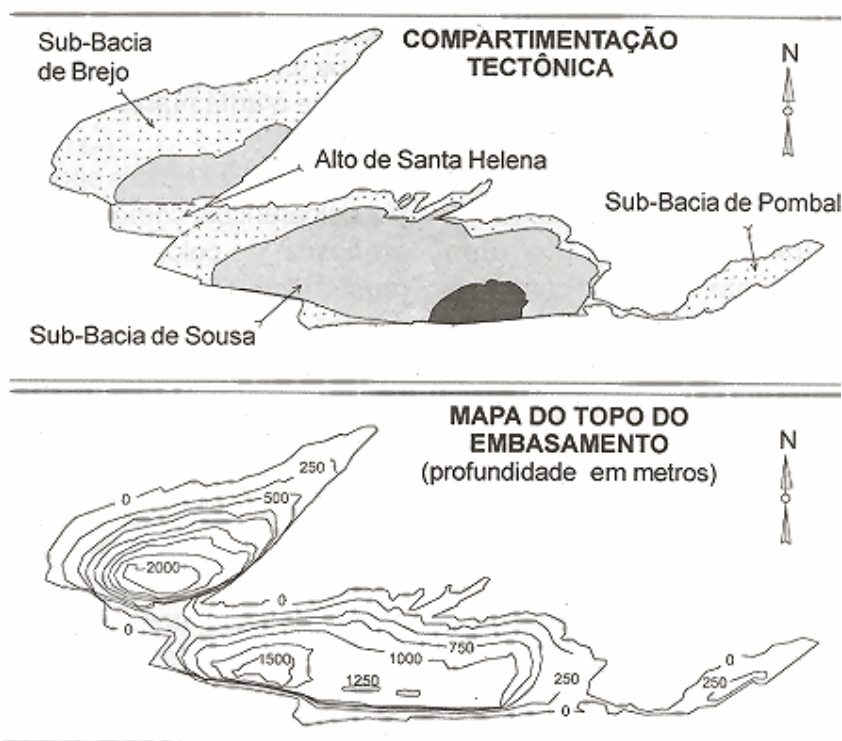 Sub-Bacia
de Brejo
COMPARTIMENTAÇÃO
TECTÔNICA
N
Alto de Santa Helena
Sub-Bacia de Pombal
Sub-Bacia de Sousa
MAPA DO TOPO DO
EMBASAMENTO
(profundidade em metros)
N
250
0
500
2000
0
0
750
1500
1000
1250
250
0
0
250